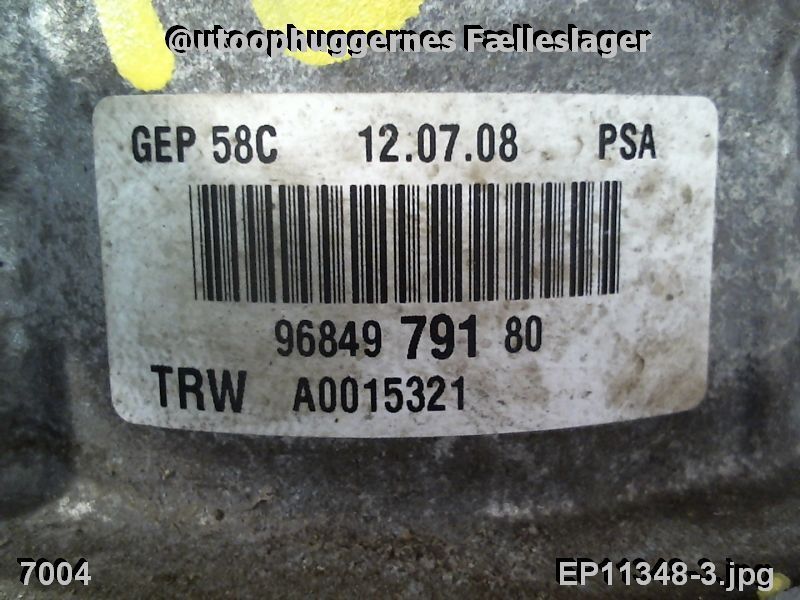 @utoophuggernes Fælleslager
GEP 58C 12.07.08 PSA
96849 791 80
TRW A0015321
7004 EP11348-3.jpg